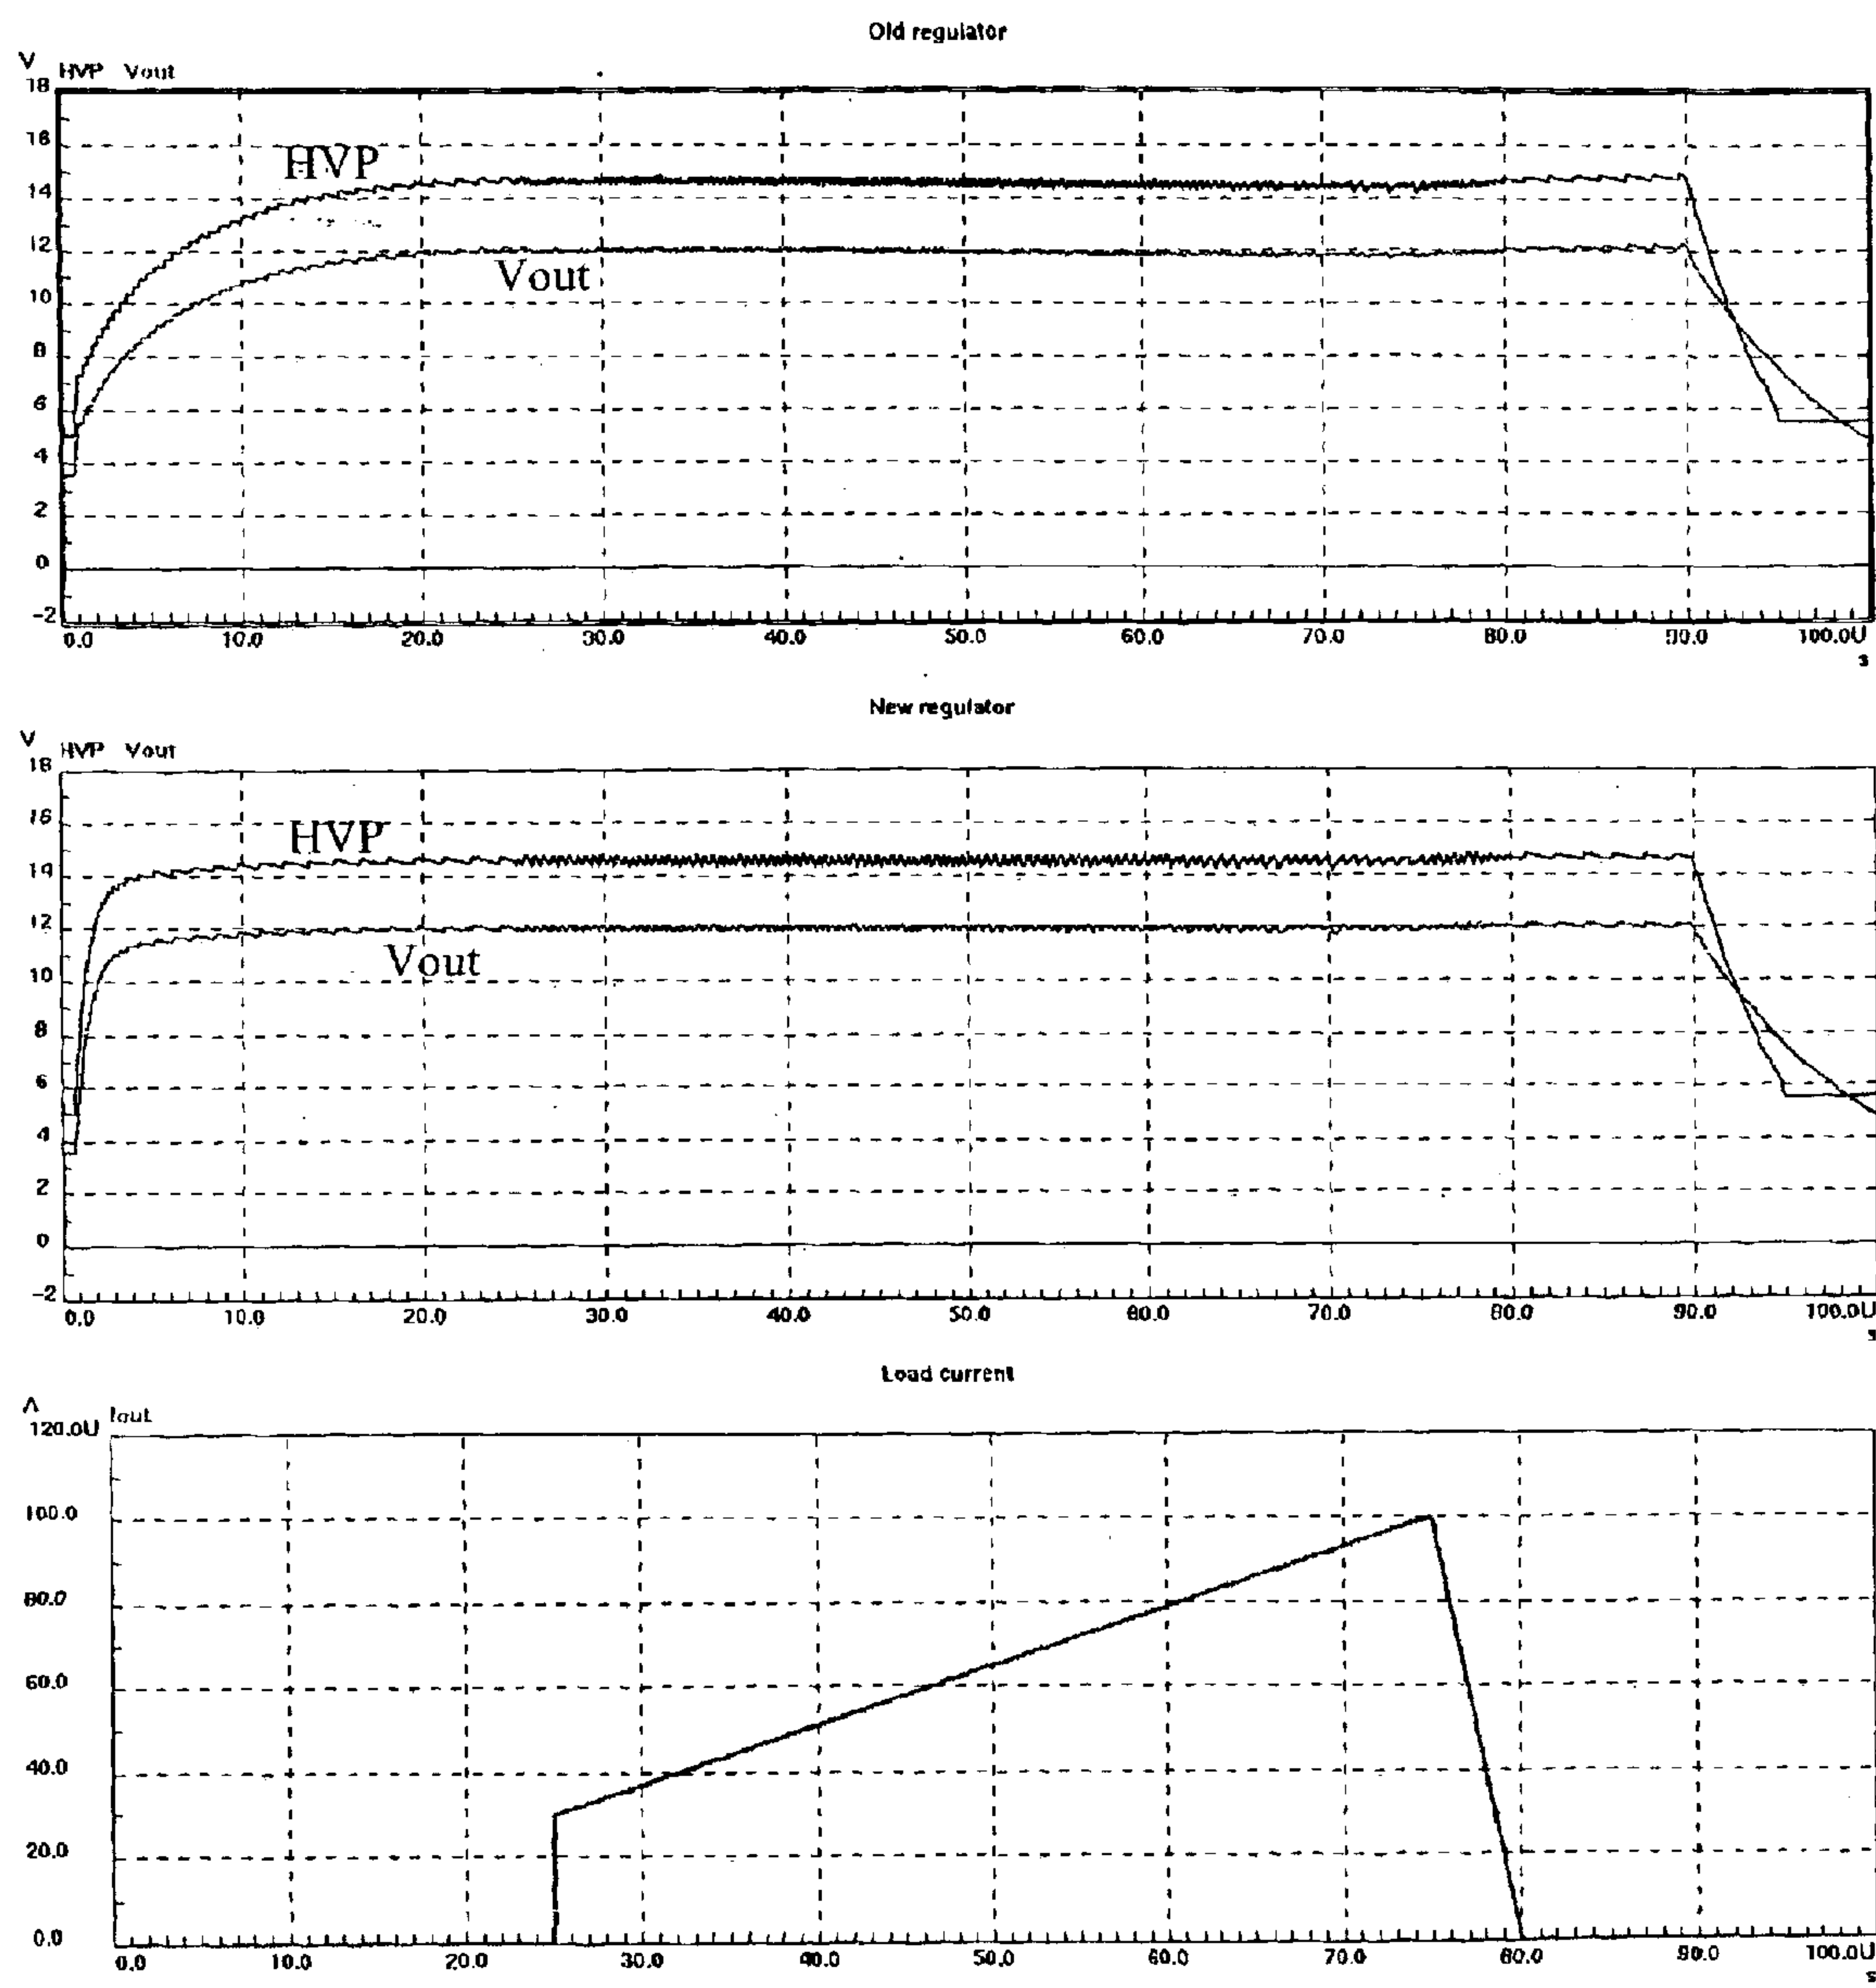 Old regulator
V HVP Vout
18
16
HVP
14
12
Vout
10
8
6
4
2
0
-2
0.0 10.0 20.0 30.0 40.0 50.0 60.0 70.0 80.0 90.0 100.0U
s
New regulator
V HVP Vout
18
16
HVP
14
12
Vout
10
8
6
4
2
0
-2
0.0 10.0 20.0 30.0 40.0 50.0 60.0 70.0 80.0 90.0 100.0U
s
Load current
A Iout
120.0U
100.0
80.0
60.0
40.0
20.0
0.0
0.0 10.0 20.0 30.0 40.0 50.0 60.0 70.0 80.0 90.0 100.0U
s